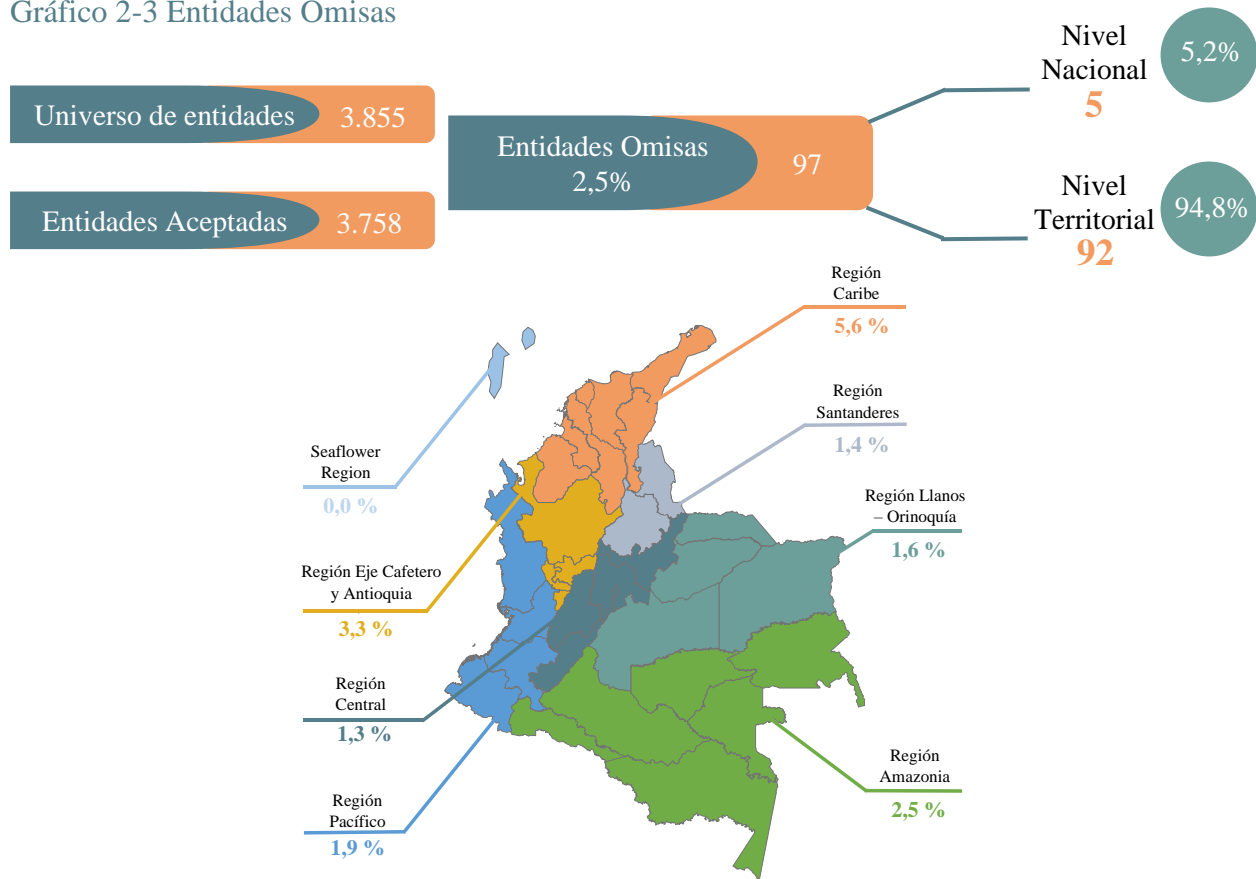 Gráfico 2-3 Entidades Omisas
Universo de entidades
3.855
Entidades Aceptadas
3.758
Entidades Omisas
2,5%
97
Nivel
Nacional
5
5,2%
Nivel
Territorial
92
94,8%
Región
Caribe
5,6 %
Región
Santanderes
1,4 %
Seaflower
Region
0,0 %
Región Llanos
– Orinoquía
1,6 %
Región Eje Cafetero
y Antioquia
3,3 %
Región
Central
1,3 %
Región
Amazonia
2,5 %
Región
Pacífico
1,9 %